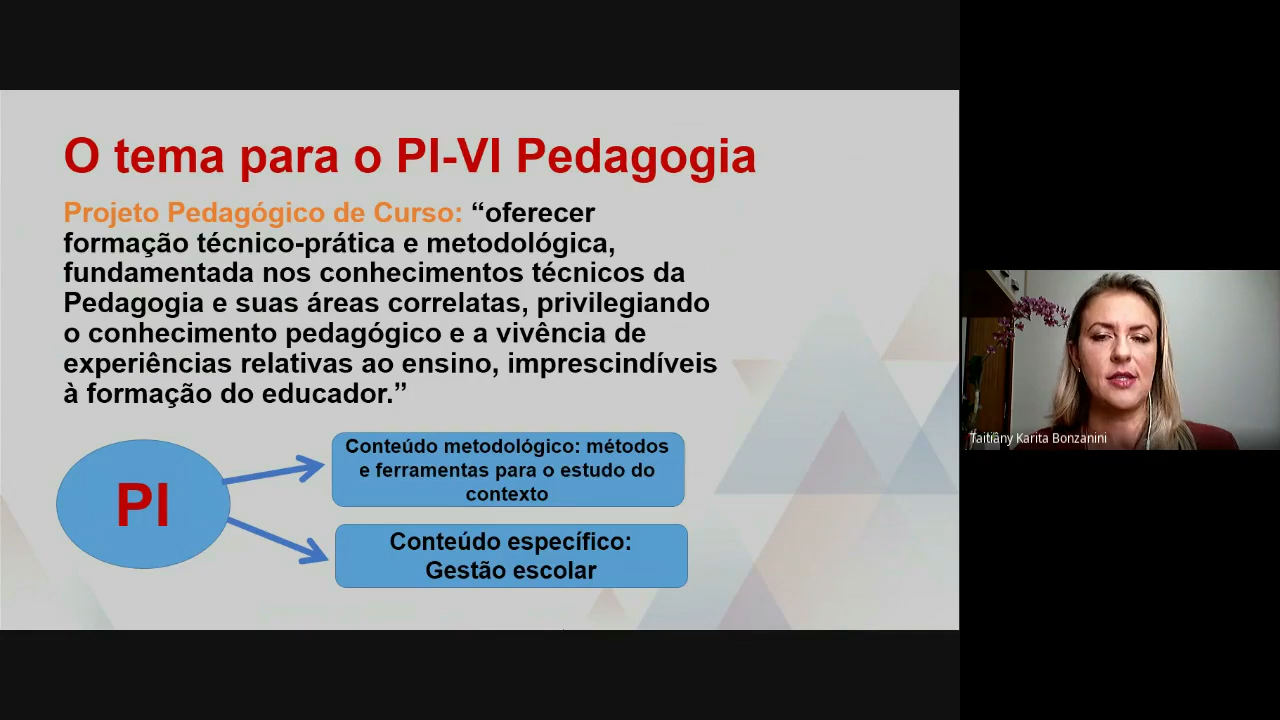 O tema para o PI-VI Pedagogia
Projeto Pedagógico de Curso: “oferecer
formação técnico-prática e metodológica,
fundamentada nos conhecimentos técnicos da
Pedagogia e suas áreas correlatas, privilegiando
o conhecimento pedagógico e a vivência de
experiências relativas ao ensino, imprescindíveis
à formação do educador.”
PI
Conteúdo metodológico: métodos
e ferramentas para o estudo do
contexto
Conteúdo específico:
Gestão escolar
Taitiâny Karita Bonzanini